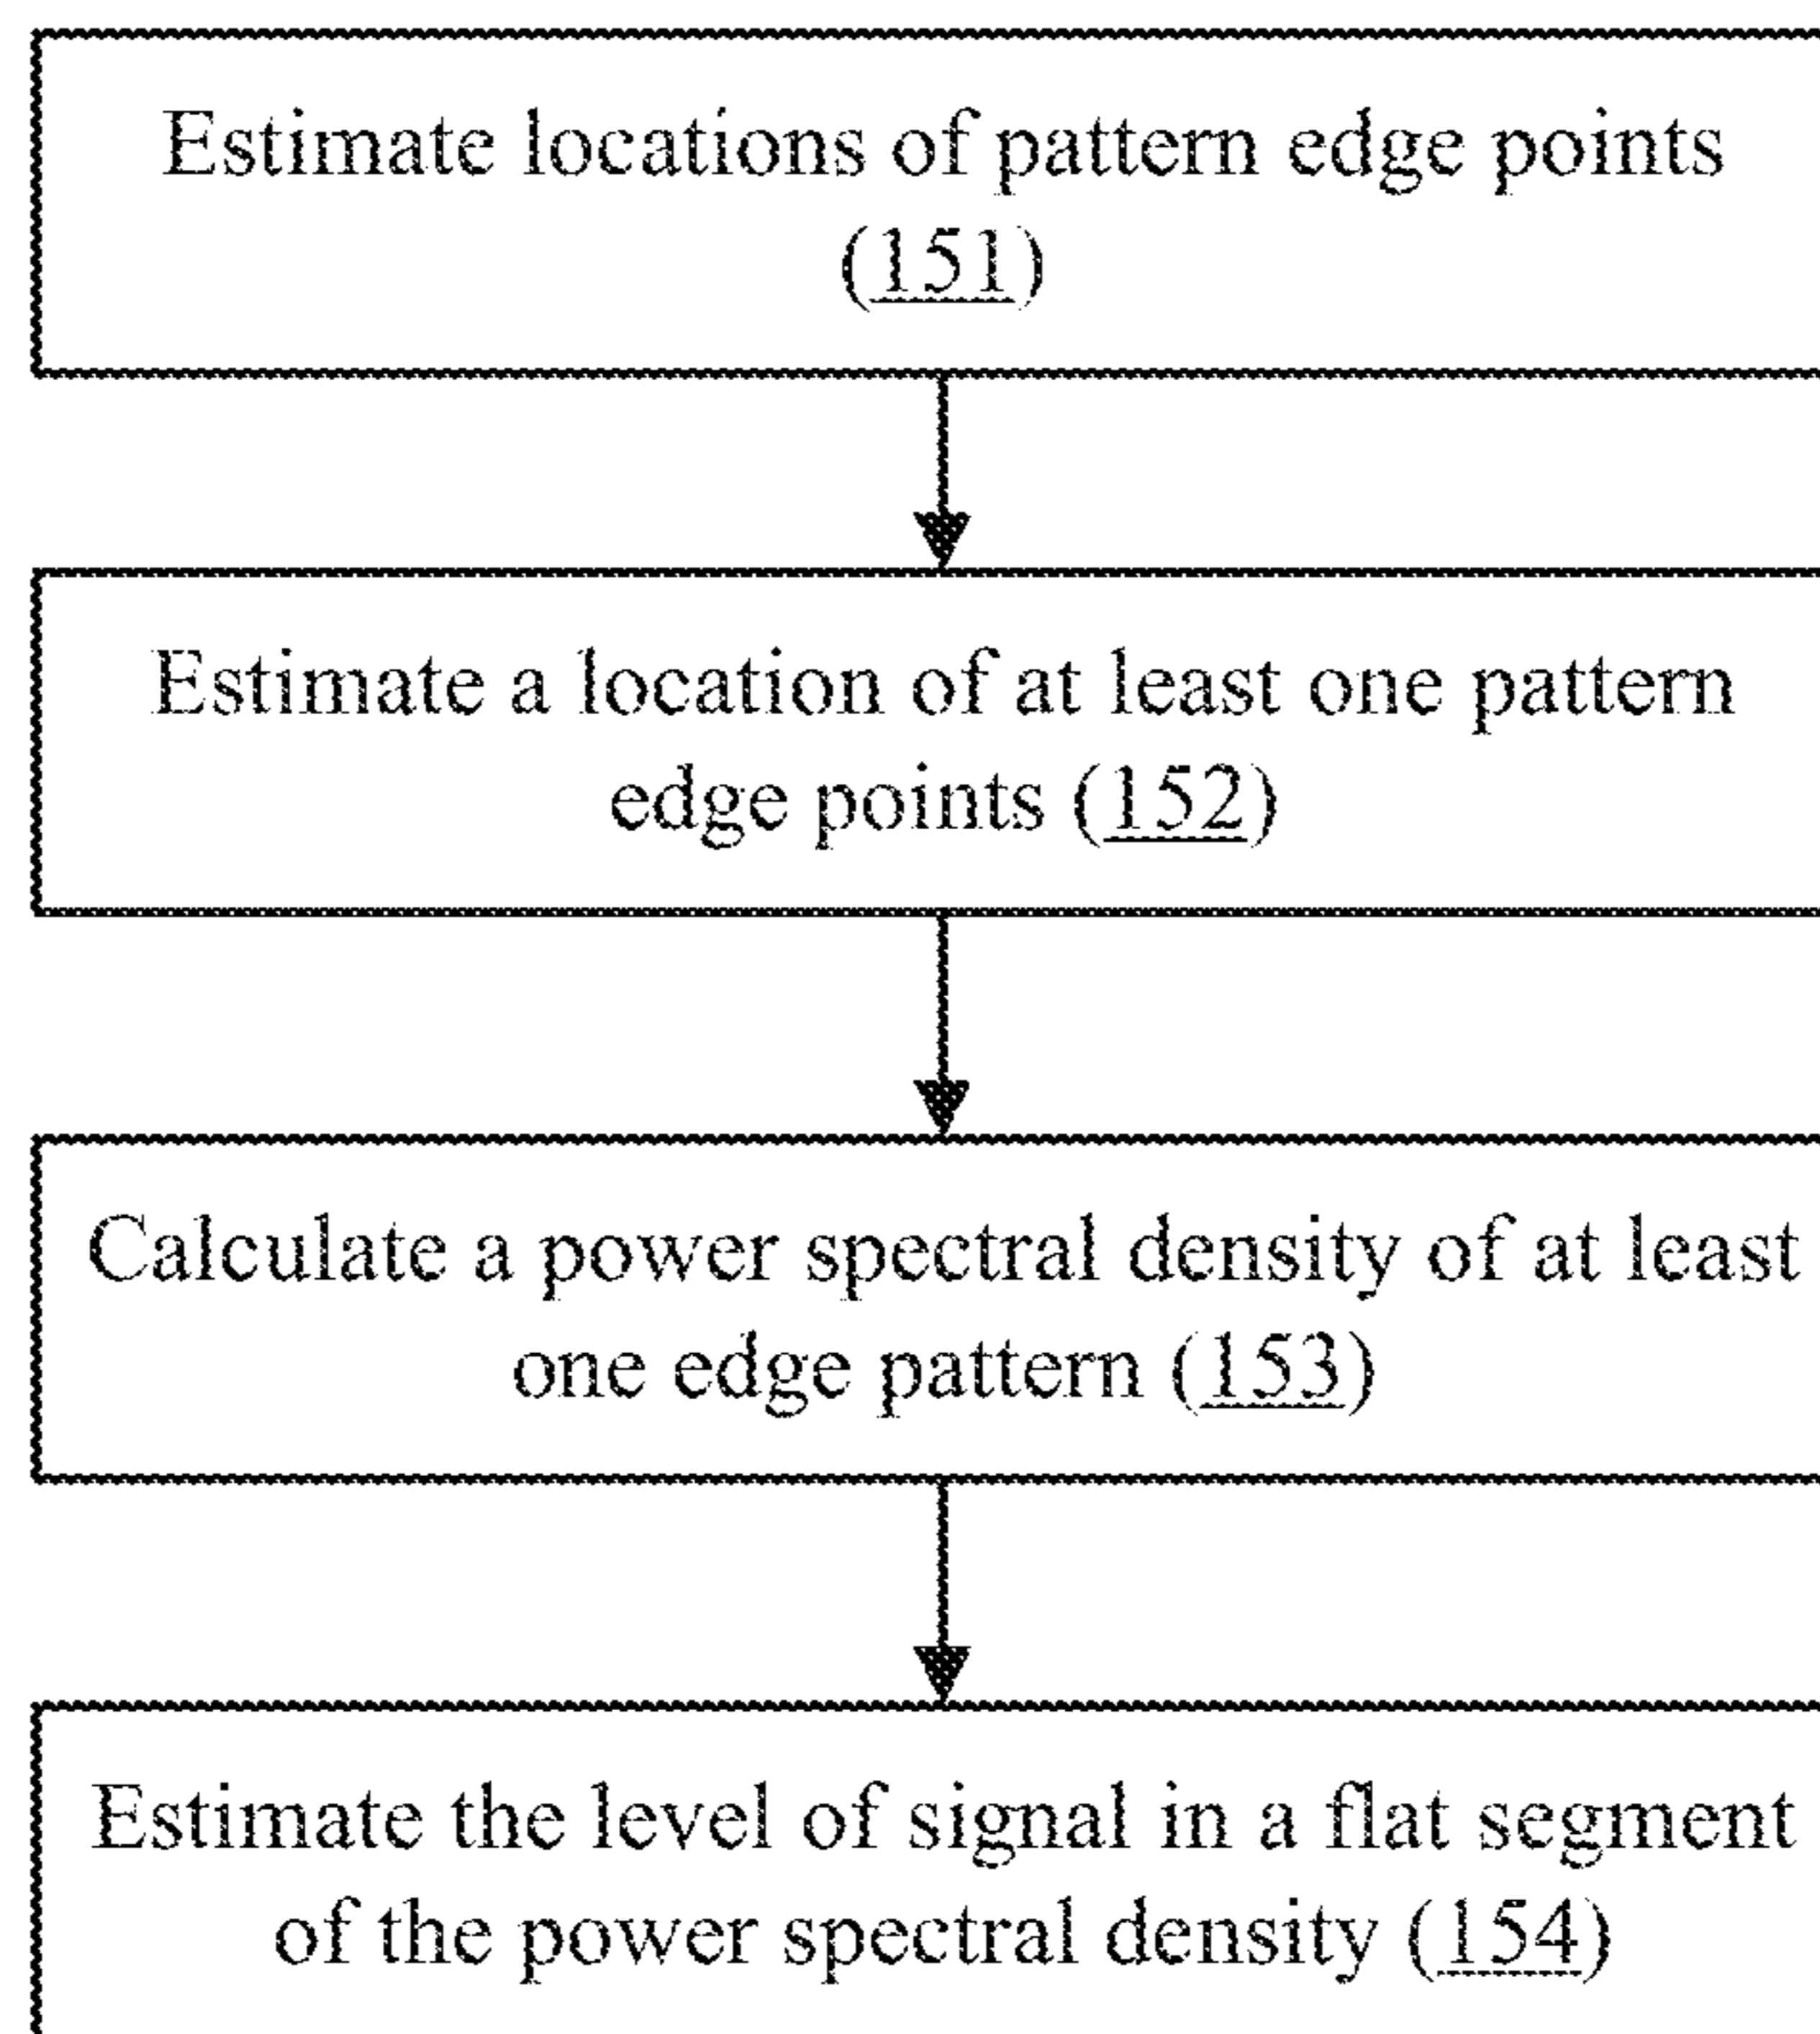 Estimate locations of pattern edge points
(151)
Estimate a location of at least one pattern
edge points (152)
Calculate a power spectral density of at least
one edge pattern (153)
Estimate the level of signal in a flat segment
of the power spectral density (154)